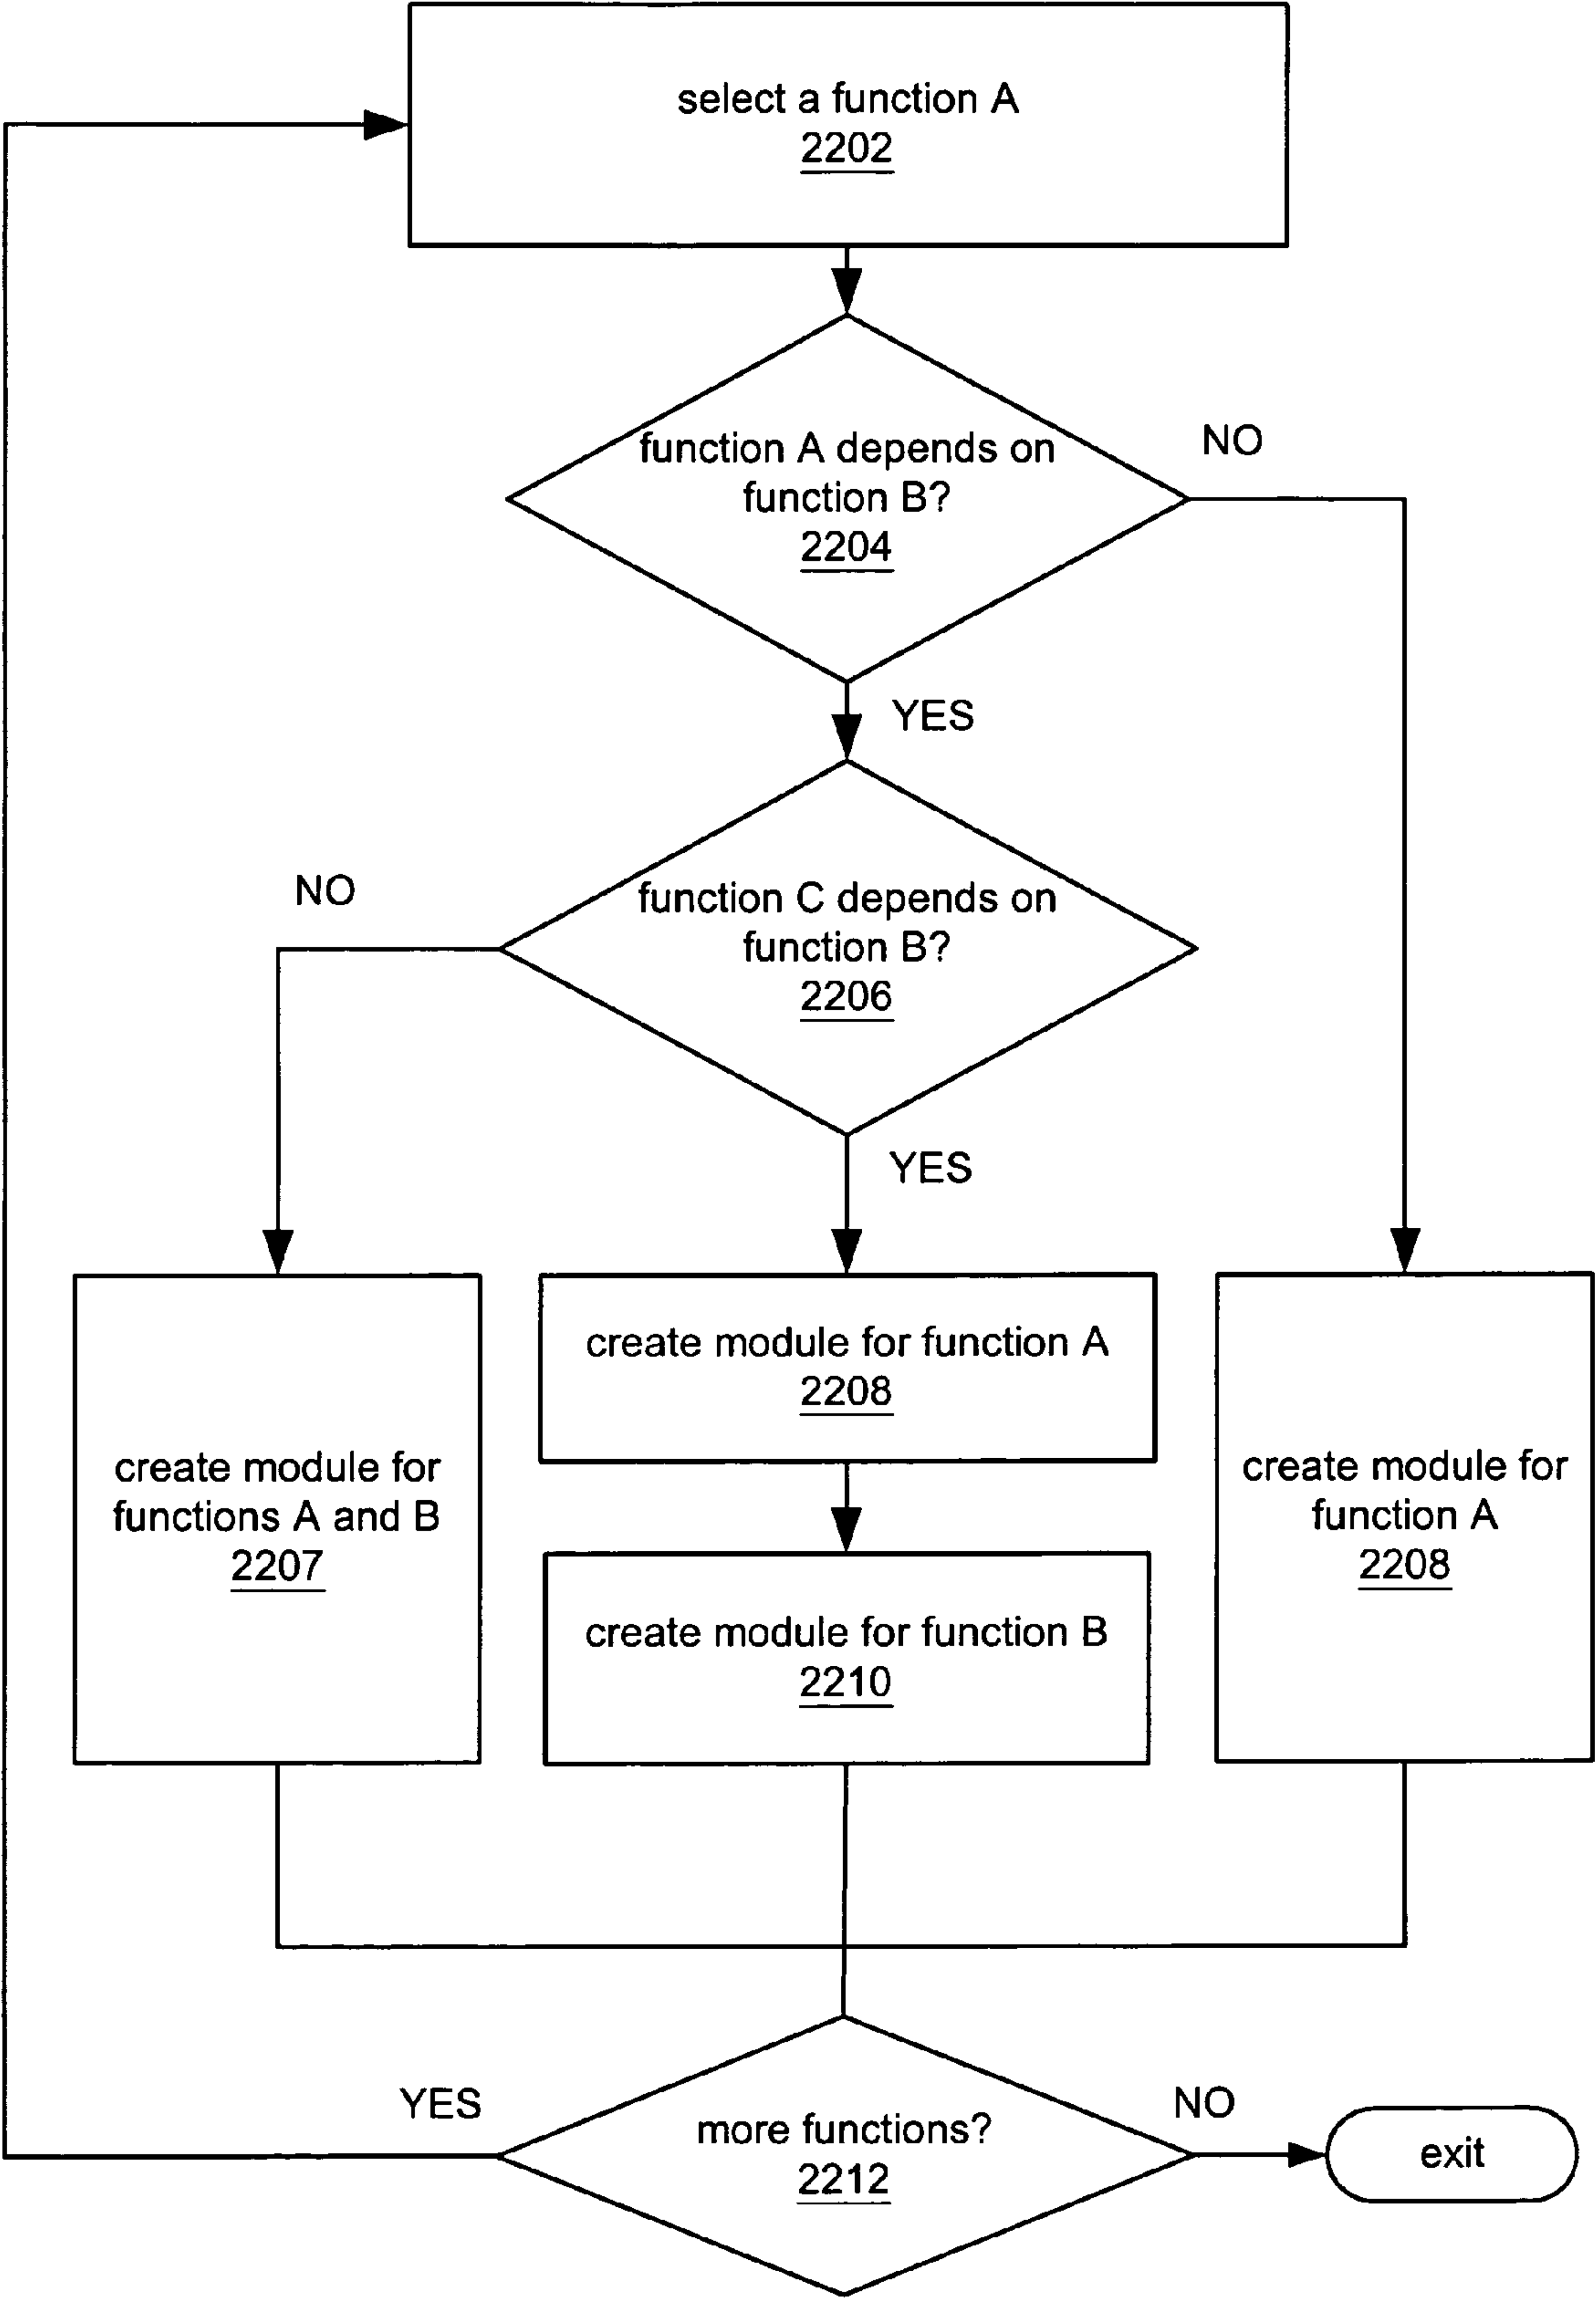 select a function A
2202
function A depends on
function B?
2204
NO
YES
function C depends on
function B?
2206
NO
YES
create module for
functions A and B
2207
create module for function A
2208
create module for function B
2210
create module for
function A
2208
more functions?
2212
YES
NO
exit